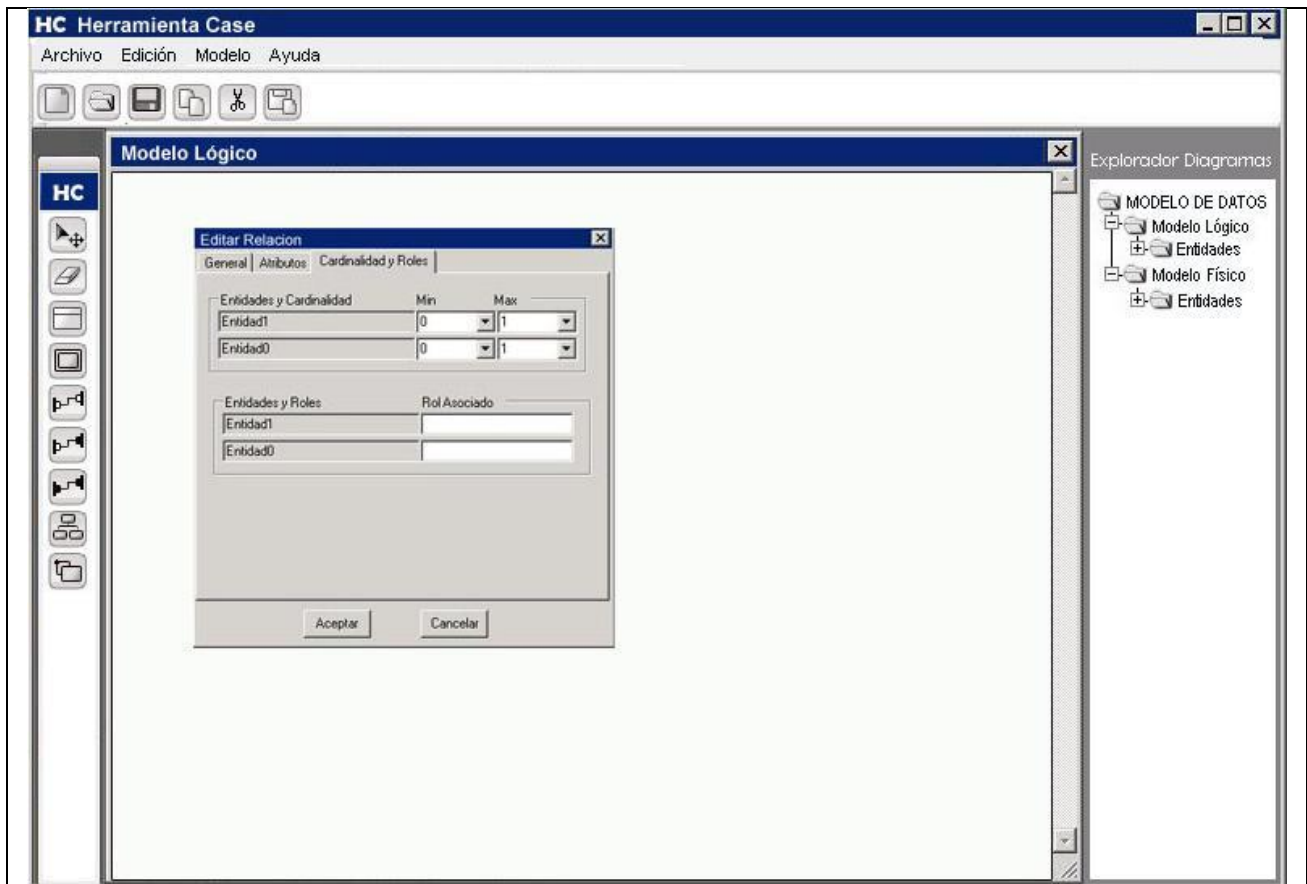 HC Herramienta Case
Archivo Edición Modelo Ayuda
Modelo Lógico
Explorador Diagramas
HC
MODELO DE DATOS
Modelo Lógico
Entidades
Modelo Físico
Entidades
Editar Relacion
General Atributos Cardinalidad y Roles
Entidades y Cardinalidad Min Max
Entidad1 0 1
Entidad0 0 1
Entidades y Roles Rol Asociado
Entidad1
Entidad0
Aceptar Cancelar